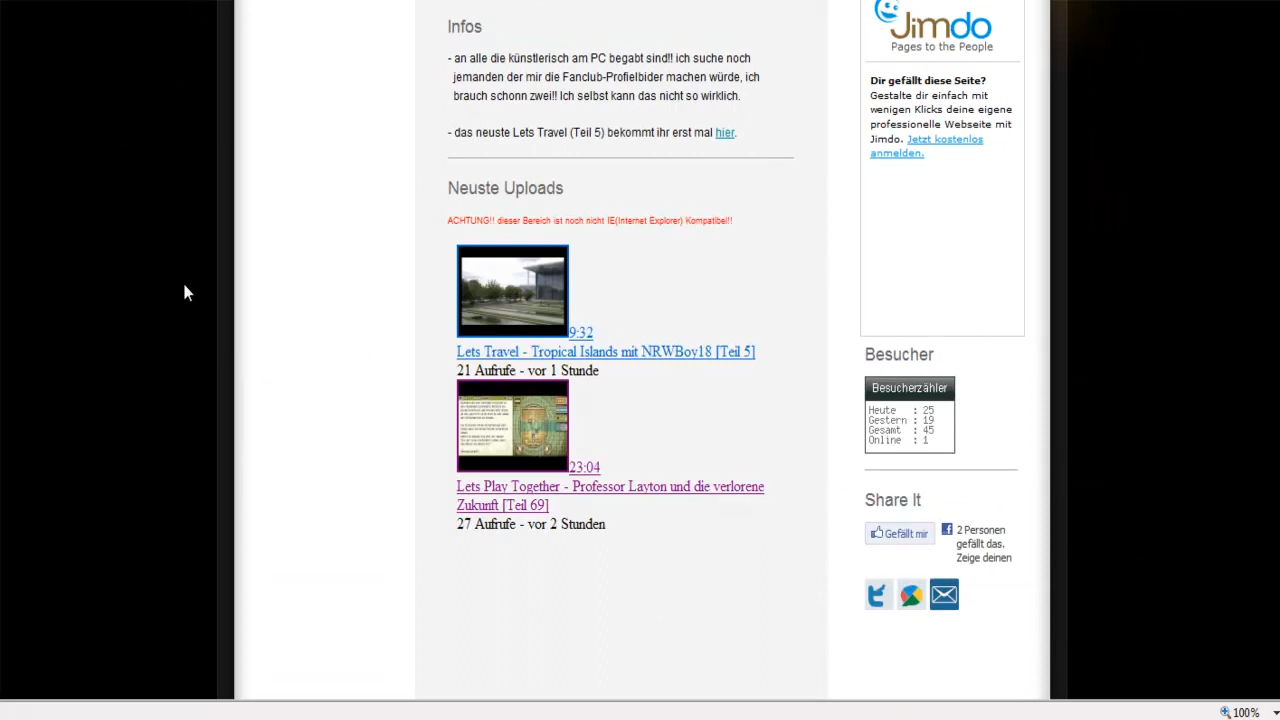 Infos
- an alle die künstlerisch am PC begabt sind!! ich suche noch
jemanden der mir die Fanclub-Profielbider machen würde, ich
brauch schonn zwei!! Ich selbst kann das nicht so wirklich.
- das neuste Lets Travel (Teil 5) bekommt ihr erst mal hier.
Neuste Uploads
ACHTUNG!! dieser Bereich ist noch nicht IE(Internet Explorer) Kompatibel!!
9:32
Lets Travel - Tropical Islands mit NRWBoy18 [Teil 5]
21 Aufrufe - vor 1 Stunde
23:04
Lets Play Together - Professor Layton und die verlorene
Zukunft [Teil 69]
27 Aufrufe - vor 2 Stunden
Jimdo
Pages to the People
Dir gefällt diese Seite?
Gestalte dir einfach mit
wenigen Klicks deine eigene
professionelle Webseite mit
Jimdo. Jetzt kostenlos
anmelden.
Besucher
Besucherzähler
Heute : 25
Gestern : 19
Gesamt : 45
Online : 1
Share It
Gefällt mir
2 Personen
gefällt das.
Zeige deinen
100%